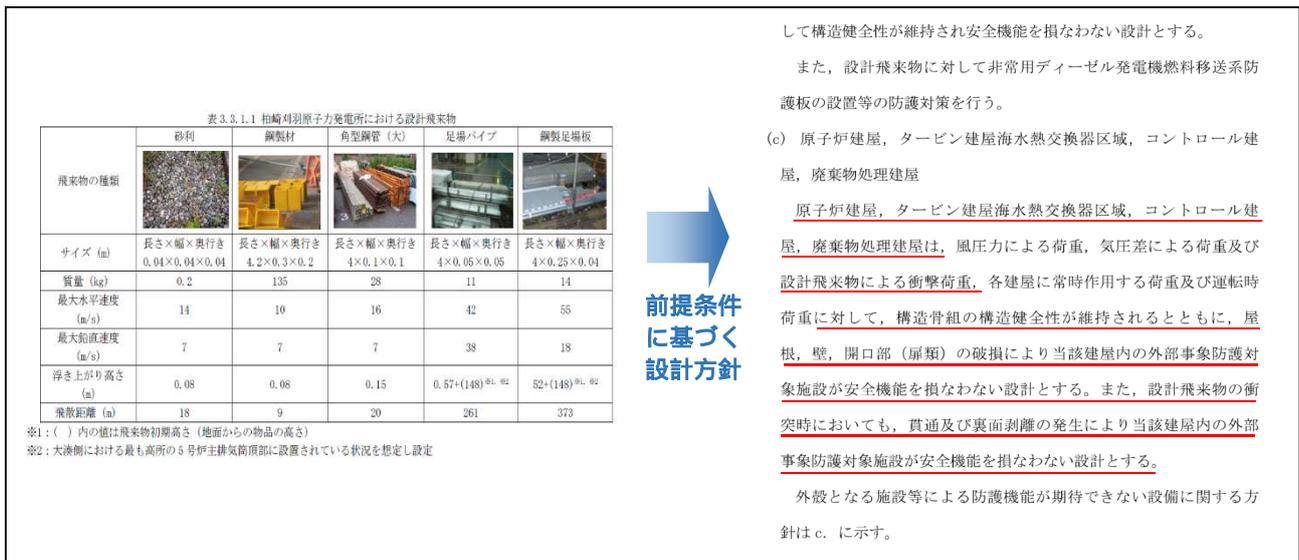 表3.3.1.1 柏崎刈羽原子力発電所における設計飛来物
飛来物の種類 砂利 鋼製材 角型鋼管（大） 足場パイプ 鋼製足場板
サイズ (m) 長さ×幅×奥行き 長さ×幅×奥行き 長さ×幅×奥行き 長さ×幅×奥行き 長さ×幅×奥行き
0.04×0.04×0.04 4.2×0.3×0.2 4×0.1×0.1 4×0.05×0.05 4×0.25×0.04
質量 (kg) 0.2 135 28 11 14
最大水平速度
(m/s) 14 10 16 42 55
最大鉛直速度
(m/s) 7 7 7 38 18
浮き上がり高さ
(m) 0.08 0.08 0.15 0.57+(148)※1, ※2 52+(148)※1, ※2
飛散距離 (m) 18 9 20 261 373
※1：( ) 内の値は飛来物初期高さ（地面からの物品の高さ）
※2：大湊側における最も高所の5号炉主排気筒頂部に設置されている状況を想定し設定
前提条件
に基づく
設計方針
して構造健全性が維持され安全機能を損なわない設計とする。
また，設計飛来物に対して非常用ディーゼル発電機燃料移送系防
護板の設置等の防護対策を行う。
(c) 原子炉建屋，タービン建屋海水熱交換器区域，コントロール建
屋，廃棄物処理建屋
原子炉建屋，タービン建屋海水熱交換器区域，コントロール建
屋，廃棄物処理建屋は，風圧力による荷重，気圧差による荷重及び
設計飛来物による衝撃荷重，各建屋に常時作用する荷重及び運転時
荷重に対して，構造骨組の構造健全性が維持されるとともに，屋
根，壁，開口部（扉類）の破損により当該建屋内の外部事象防護対
象施設が安全機能を損なわない設計とする。また，設計飛来物の衝
突時においても，貫通及び裏面剥離の発生により当該建屋内の外部
事象防護対象施設が安全機能を損なわない設計とする。
外殻となる施設等による防護機能が期待できない設備に関する方
針はc．に示す。